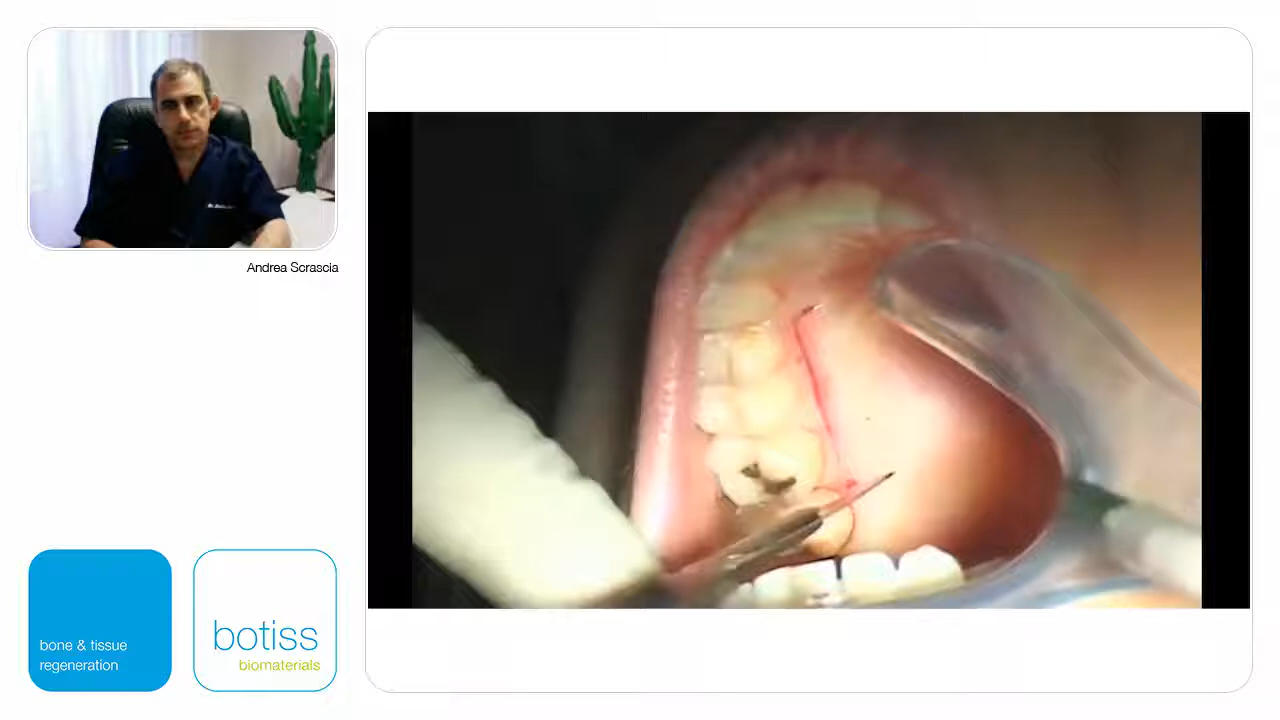 Andrea Scrascia
bone & tissue
regeneration
botiss
biomaterials